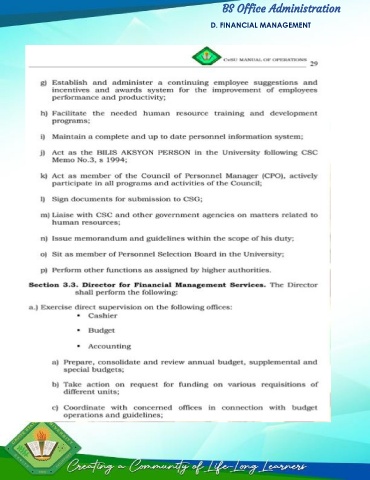 BS Office Administration
D. FINANCIAL MANAGEMENT
CvSU MANUAL OF OPERATIONS 29
g) Establish and administer a continuing employee suggestions and
incentives and awards system for the improvement of employees
performance and productivity;
h) Facilitate the needed human resource training and development
programs;
i) Maintain a complete and up to date personnel information system;
j) Act as the BILIS AKSYON PERSON in the University following CSC
Memo No.3, s 1994;
k) Act as member of the Council of Personnel Manager (CPO), actively
participate in all programs and activities of the Council;
l) Sign documents for submission to CSG;
m) Liaise with CSC and other government agencies on matters related to
human resources;
n) Issue memorandum and guidelines within the scope of his duty;
o) Sit as member of Personnel Selection Board in the University;
p) Perform other functions as assigned by higher authorities.
Section 3.3. Director for Financial Management Services. The Director
shall perform the following:
a.) Exercise direct supervision on the following offices:
• Cashier
• Budget
• Accounting
a) Prepare, consolidate and review annual budget, supplemental and
special budgets;
b) Take action on request for funding on various requisitions of
different units;
c) Coordinate with concerned offices in connection with budget
operations and guidelines;
Creating a Community of Life-Long Learners